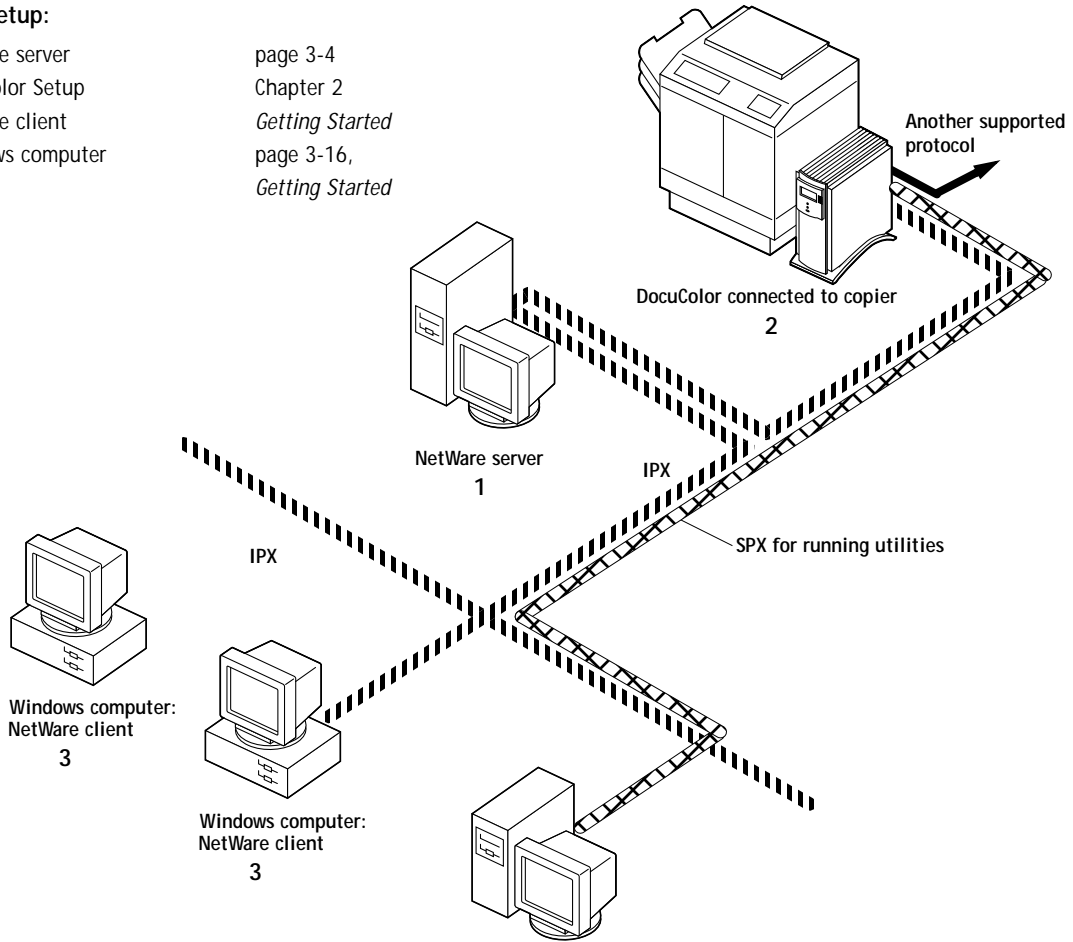 etup:
e server page 3-4
olor Setup Chapter 2
e client Getting Started
ws computer page 3-16,
Getting Started
Another supported
protocol
DocuColor connected to copier
2
NetWare server
1
IPX
SPX for running utilities
IPX
Windows computer:
NetWare client
3
Windows computer:
NetWare client
3